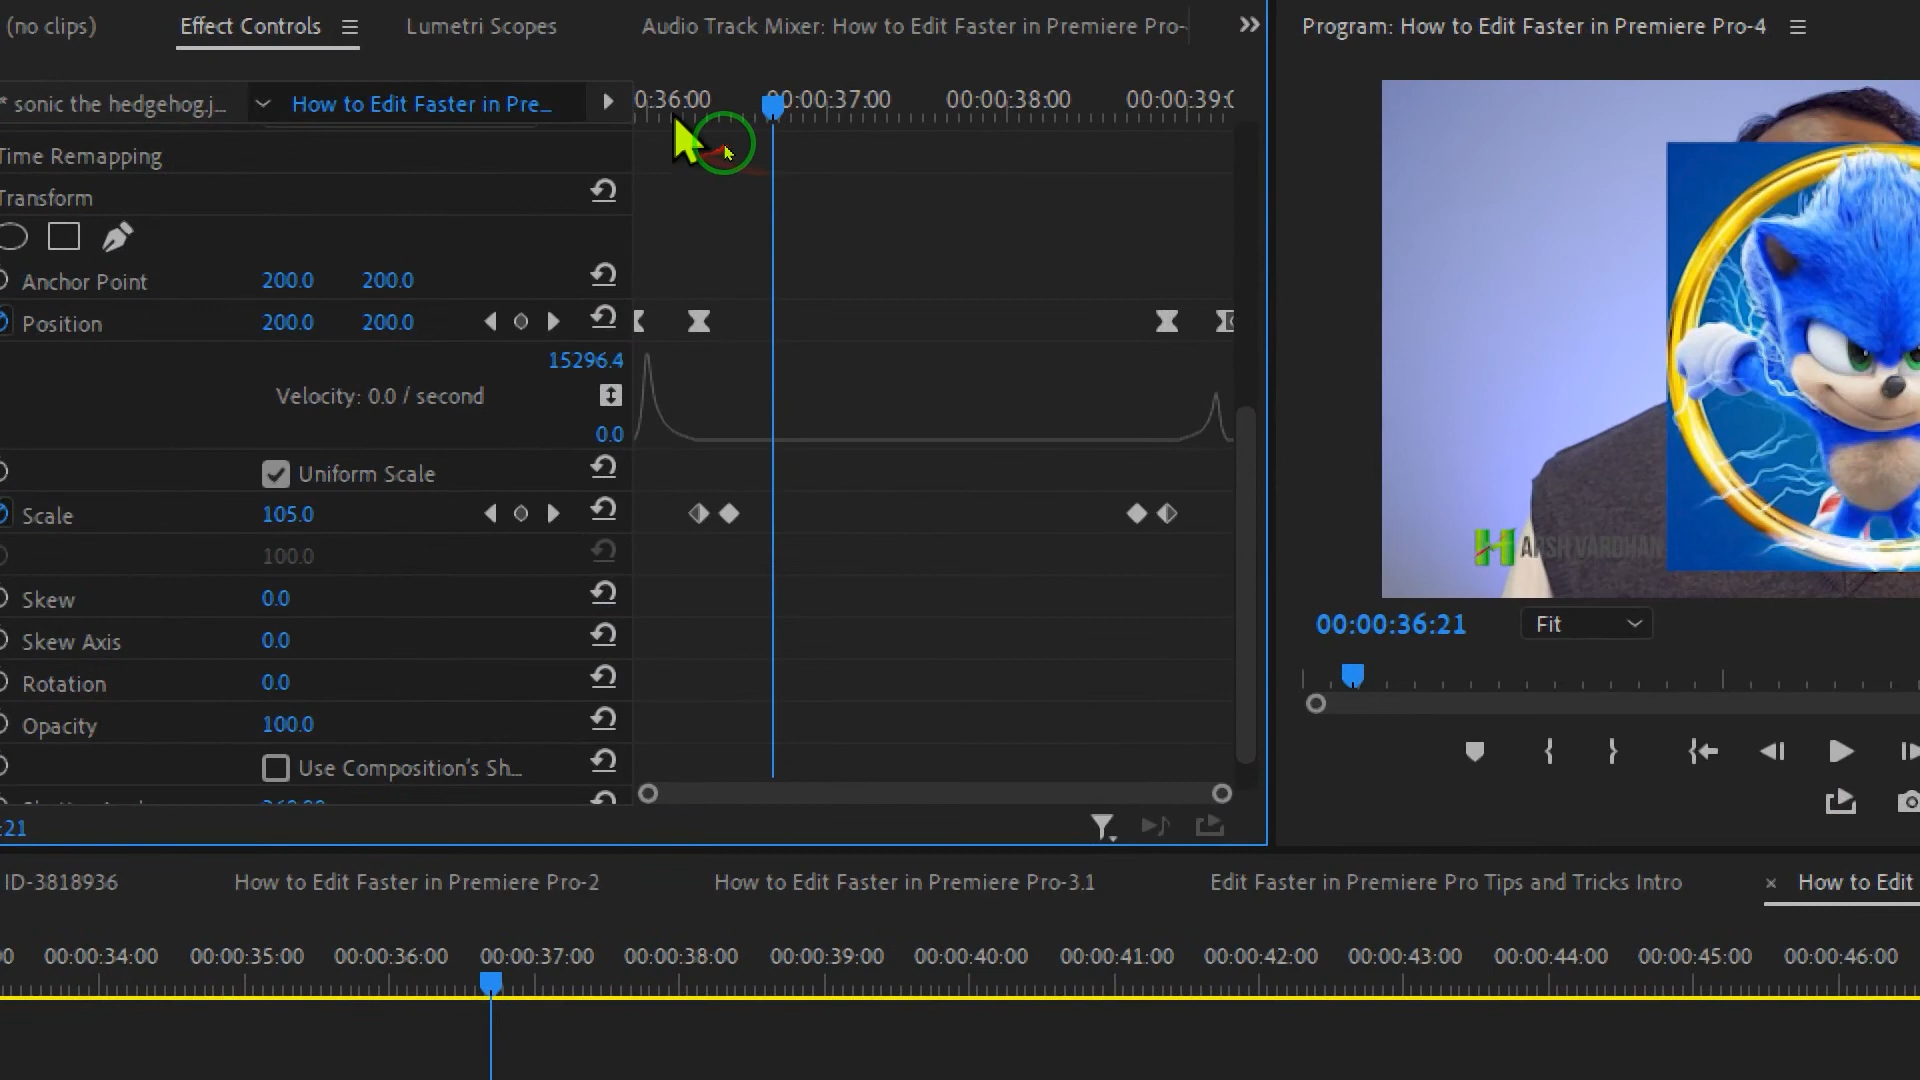 (no clips)
Effect Controls
Lumetri Scopes
Audio Track Mixer: How to Edit Faster in Premiere Pro-
Program: How to Edit Faster in Premiere Pro-4
* sonic the hedgehog.j...
How to Edit Faster in Pre...
0:36:00
00:00:37:00
00:00:38:00
00:00:39:0
Time Remapping
Transform
Anchor Point 200.0 200.0
Position 200.0 200.0
15296.4
Velocity: 0.0 / second
0.0
Uniform Scale
Scale 105.0
100.0
Skew 0.0
Skew Axis 0.0
Rotation 0.0
Opacity 100.0
Use Composition's Sh...
:21
HARSH VARDHAN
00:00:36:21
Fit
ID-3818936
How to Edit Faster in Premiere Pro-2
How to Edit Faster in Premiere Pro-3.1
Edit Faster in Premiere Pro Tips and Tricks Intro
How to Edit
00 00:00:34:00 00:00:35:00 00:00:36:00 00:00:37:00 00:00:38:00 00:00:39:00 00:00:40:00 00:00:41:00 00:00:42:00 00:00:43:00 00:00:44:00 00:00:45:00 00:00:46:00